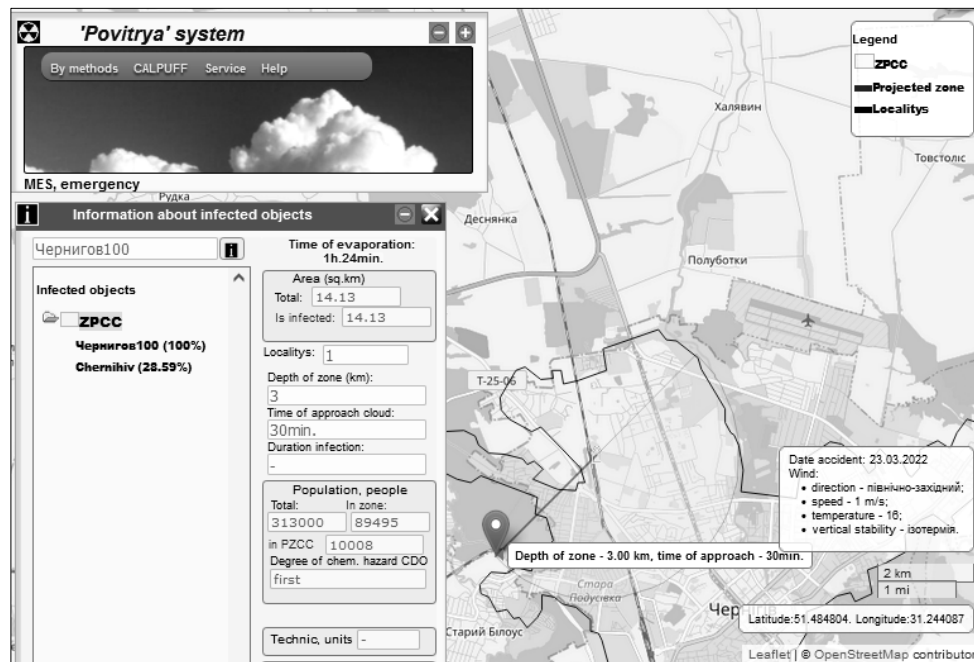 'Povitrya' system
By methods CALPUFF Service Help
MES, emergency
Рудка
Information about infected objects
Чернигов100
Infected objects
ZPCC
Чернигов100 (100%)
Chernihiv (28.59%)
Time of evaporation:
1h.24min.
Area (sq.km)
Total: 14.13
Is infected: 14.13
Localitys: 1
Depth of zone (km):
3
Time of approach cloud:
30min.
Duration infection:
-
Population, people
Total: In zone:
313000 89495
in PZCC 10008
Degree of chem. hazard CDO
first
Technic, units -
Legend
ZPCC
Projected zone
Localitys
Халявин
Товстоліс
Деснянка
Полуботки
Т-25-06
Date accident: 23.03.2022
Wind:
• direction - північно-західний;
• speed - 1 m/s;
• temperature - 16;
• vertical stability - ізотермія.
Depth of zone - 3.00 km, time of approach - 30min.
2 km
1 mi
Стара
Подусівка
Чернігів
Latitude:51.484804. Longitude:31.244087
Старий Білоус
Leaflet | © OpenStreetMap contributor